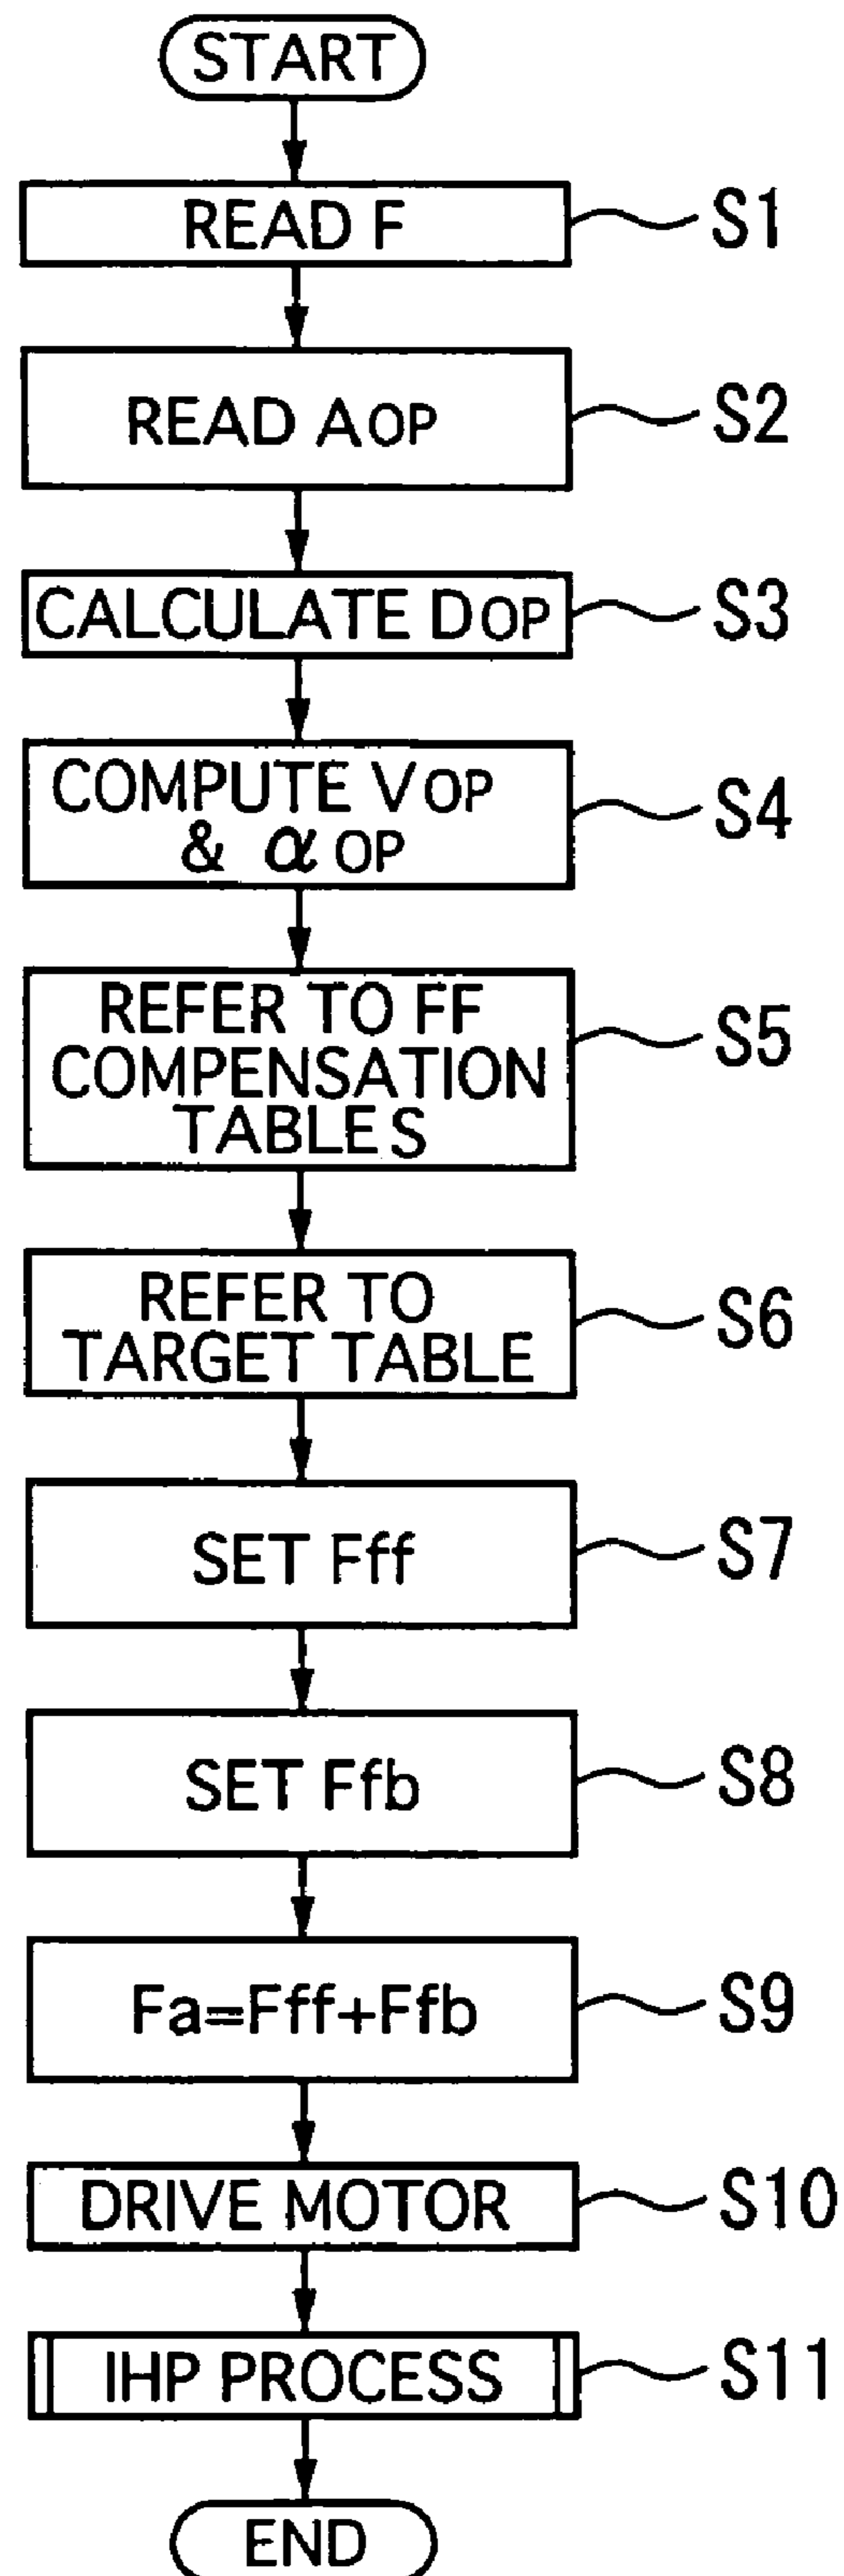 START
READ F
S1
READ AOP
S2
CALCULATE DOP
S3
COMPUTE VOP
& αOP
S4
REFER TO FF
COMPENSATION
TABLES
S5
REFER TO
TARGET TABLE
S6
SET Fff
S7
SET Ffb
S8
Fa=Fff+Ffb
S9
DRIVE MOTOR
S10
IHP PROCESS
S11
END